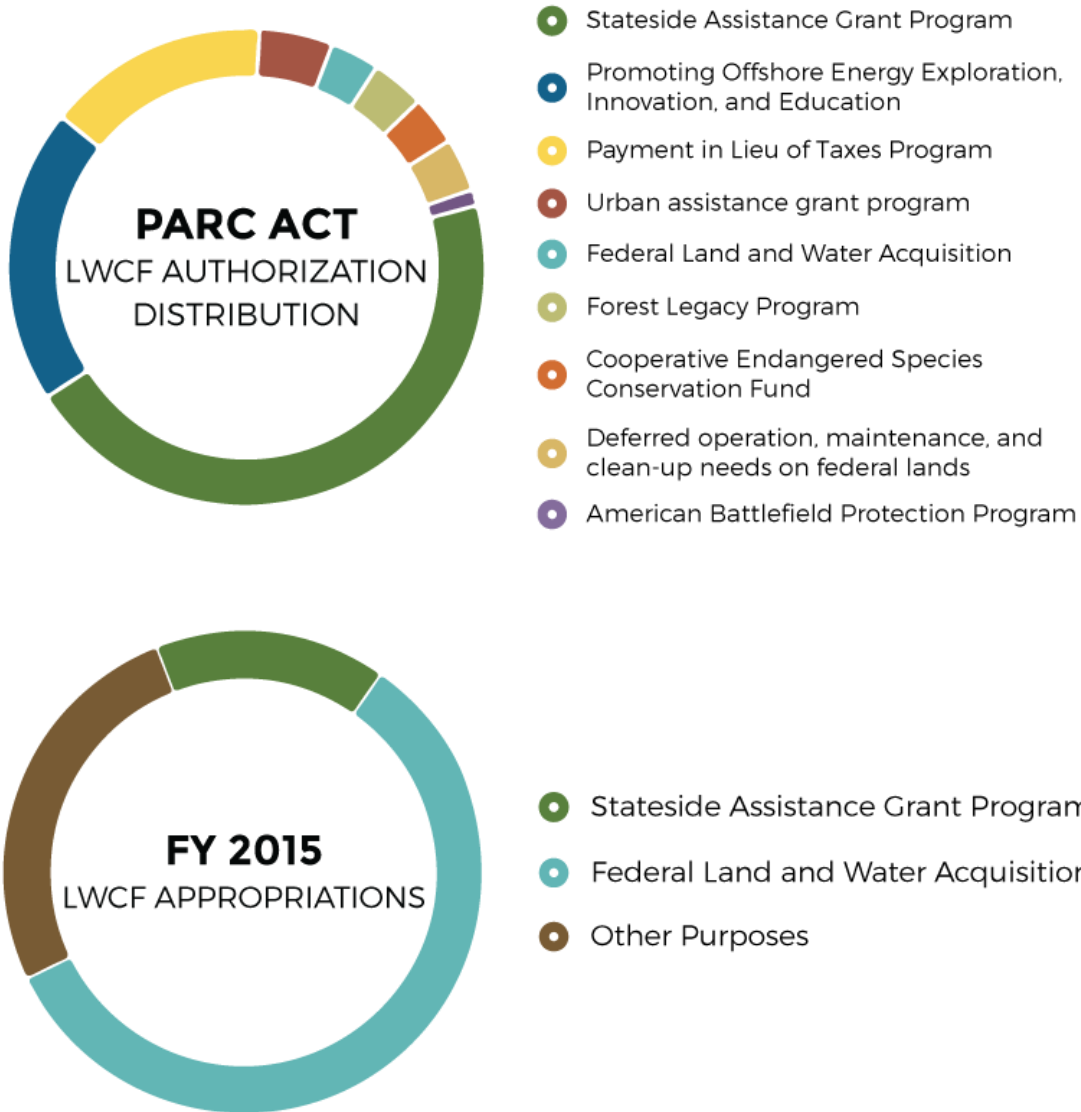 PARC ACT
LWCF AUTHORIZATION
DISTRIBUTION
Stateside Assistance Grant Program
Promoting Offshore Energy Exploration,
Innovation, and Education
Payment in Lieu of Taxes Program
Urban assistance grant program
Federal Land and Water Acquisition
Forest Legacy Program
Cooperative Endangered Species
Conservation Fund
Deferred operation, maintenance, and
clean-up needs on federal lands
American Battlefield Protection Program
FY 2015
LWCF APPROPRIATIONS
Stateside Assistance Grant Program
Federal Land and Water Acquisition
Other Purposes